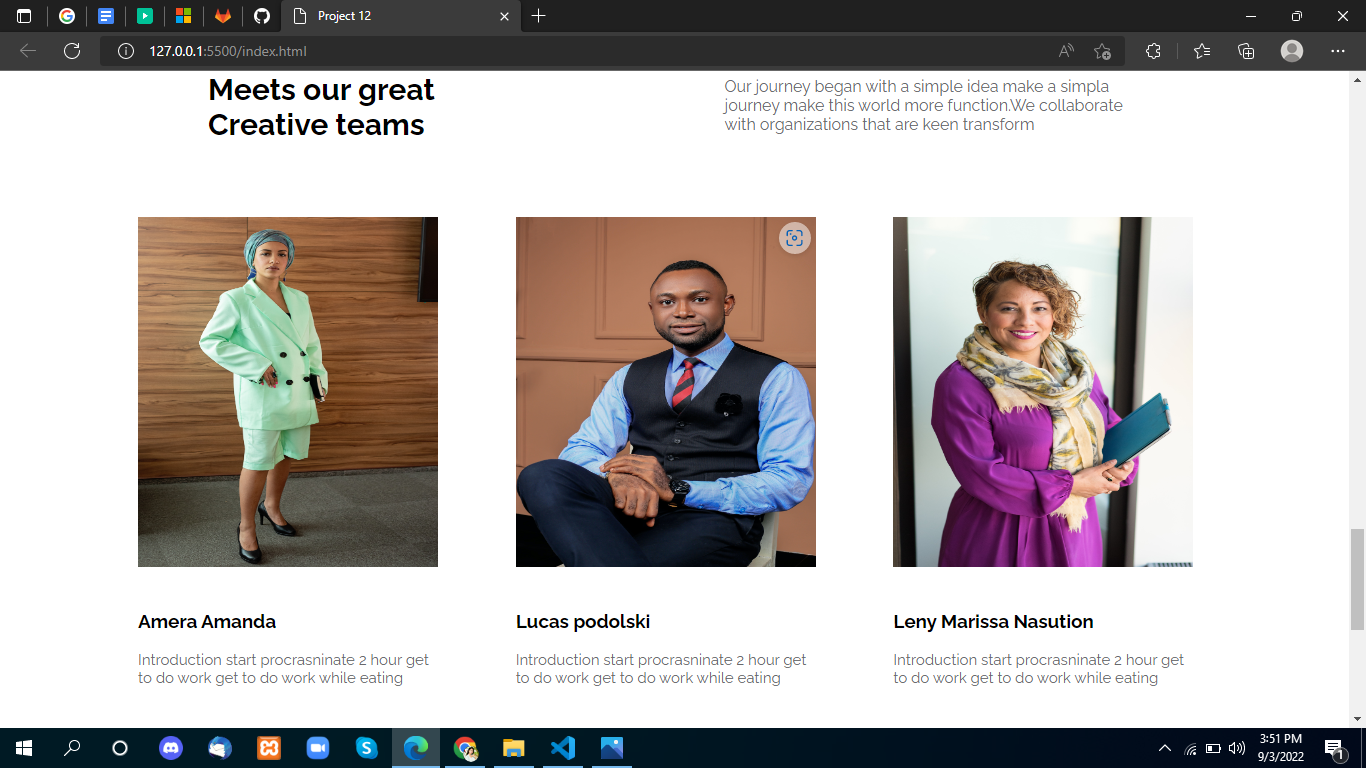 Project 12
127.0.0.1:5500/index.html
Meets our great
Creative teams
Our journey began with a simple idea make a simpla
journey make this world more function.We collaborate
with organizations that are keen transform
Amera Amanda
Introduction start procrasninate 2 hour get
to do work get to do work while eating
Lucas podolski
Introduction start procrasninate 2 hour get
to do work get to do work while eating
Leny Marissa Nasution
Introduction start procrasninate 2 hour get
to do work get to do work while eating
3:51 PM
9/3/2022
1